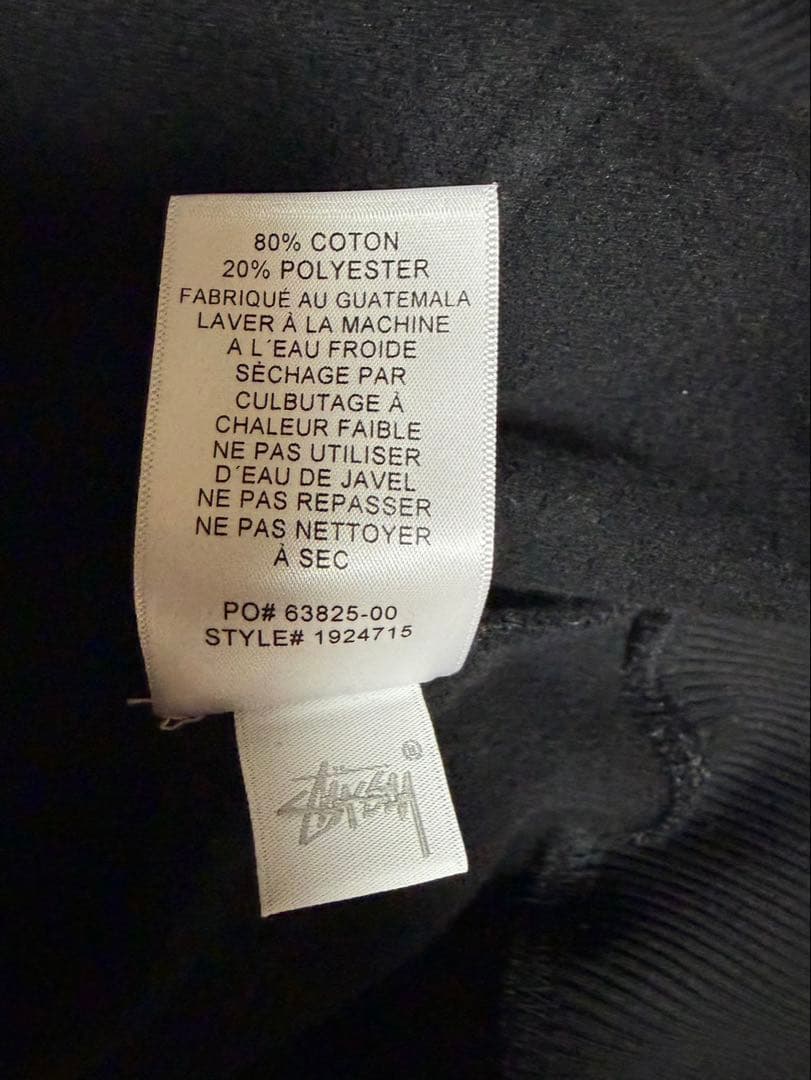 80% COTON
20% POLYESTER
FABRIQUÉ AU GUATEMALA
LAVER À LA MACHINE
A L´EAU FROIDE
SÈCHAGE PAR
CULBUTAGE À
CHALEUR FAIBLE
NE PAS UTILISER
D´EAU DE JAVEL
NE PAS REPASSER
NE PAS NETTOYER
À SEC
PO# 63825-00
STYLE# 1924715
STÜSSY ®